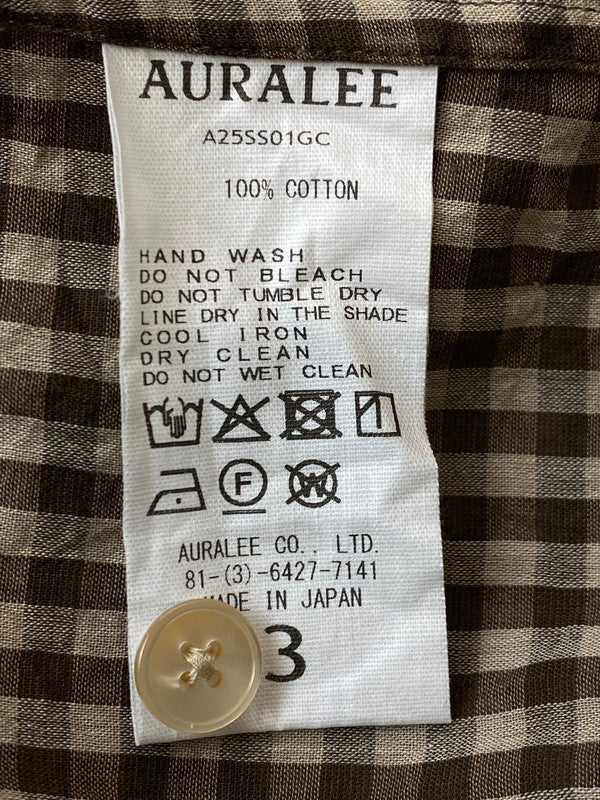 AURALEE
A25SS01GC
100% COTTON
HAND WASH
DO NOT BLEACH
DO NOT TUMBLE DRY
LINE DRY IN THE SHADE
COOL IRON
DRY CLEAN
DO NOT WET CLEAN
F W
AURALEE CO., LTD.
81-(3)-6427-7141
MADE IN JAPAN
3